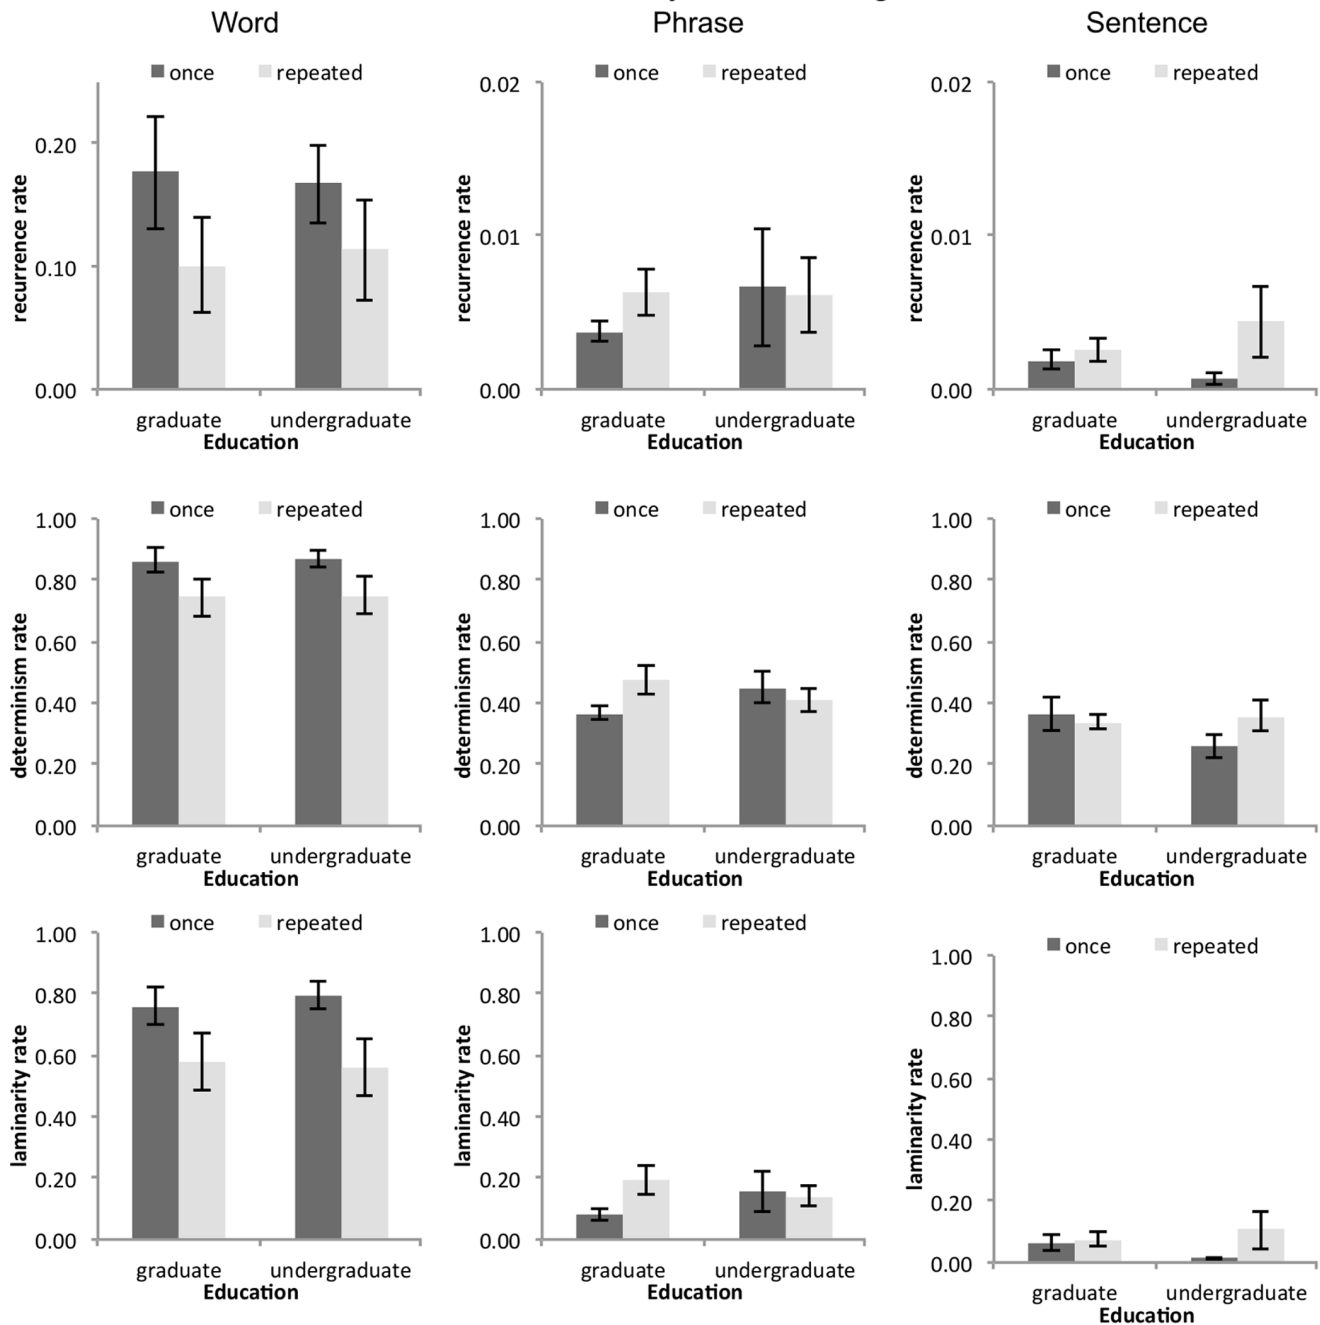 Word Phrase Sentence
once repeated once repeated once repeated
0.20
0.10
0.00
recurrence rate
graduate undergraduate
Education
0.02
0.01
0.00
recurrence rate
graduate undergraduate
Education
0.02
0.01
0.00
recurrence rate
graduate undergraduate
Education
once repeated once repeated once repeated
1.00
0.80
0.60
0.40
0.20
0.00
determinism rate
graduate undergraduate
Education
1.00
0.80
0.60
0.40
0.20
0.00
determinism rate
graduate undergraduate
Education
1.00
0.80
0.60
0.40
0.20
0.00
determinism rate
graduate undergraduate
Education
once repeated once repeated once repeated
1.00
0.80
0.60
0.40
0.20
0.00
laminarity rate
graduate undergraduate
Education
1.00
0.80
0.60
0.40
0.20
0.00
laminarity rate
graduate undergraduate
Education
1.00
0.80
0.60
0.40
0.20
0.00
laminarity rate
graduate undergraduate
Education